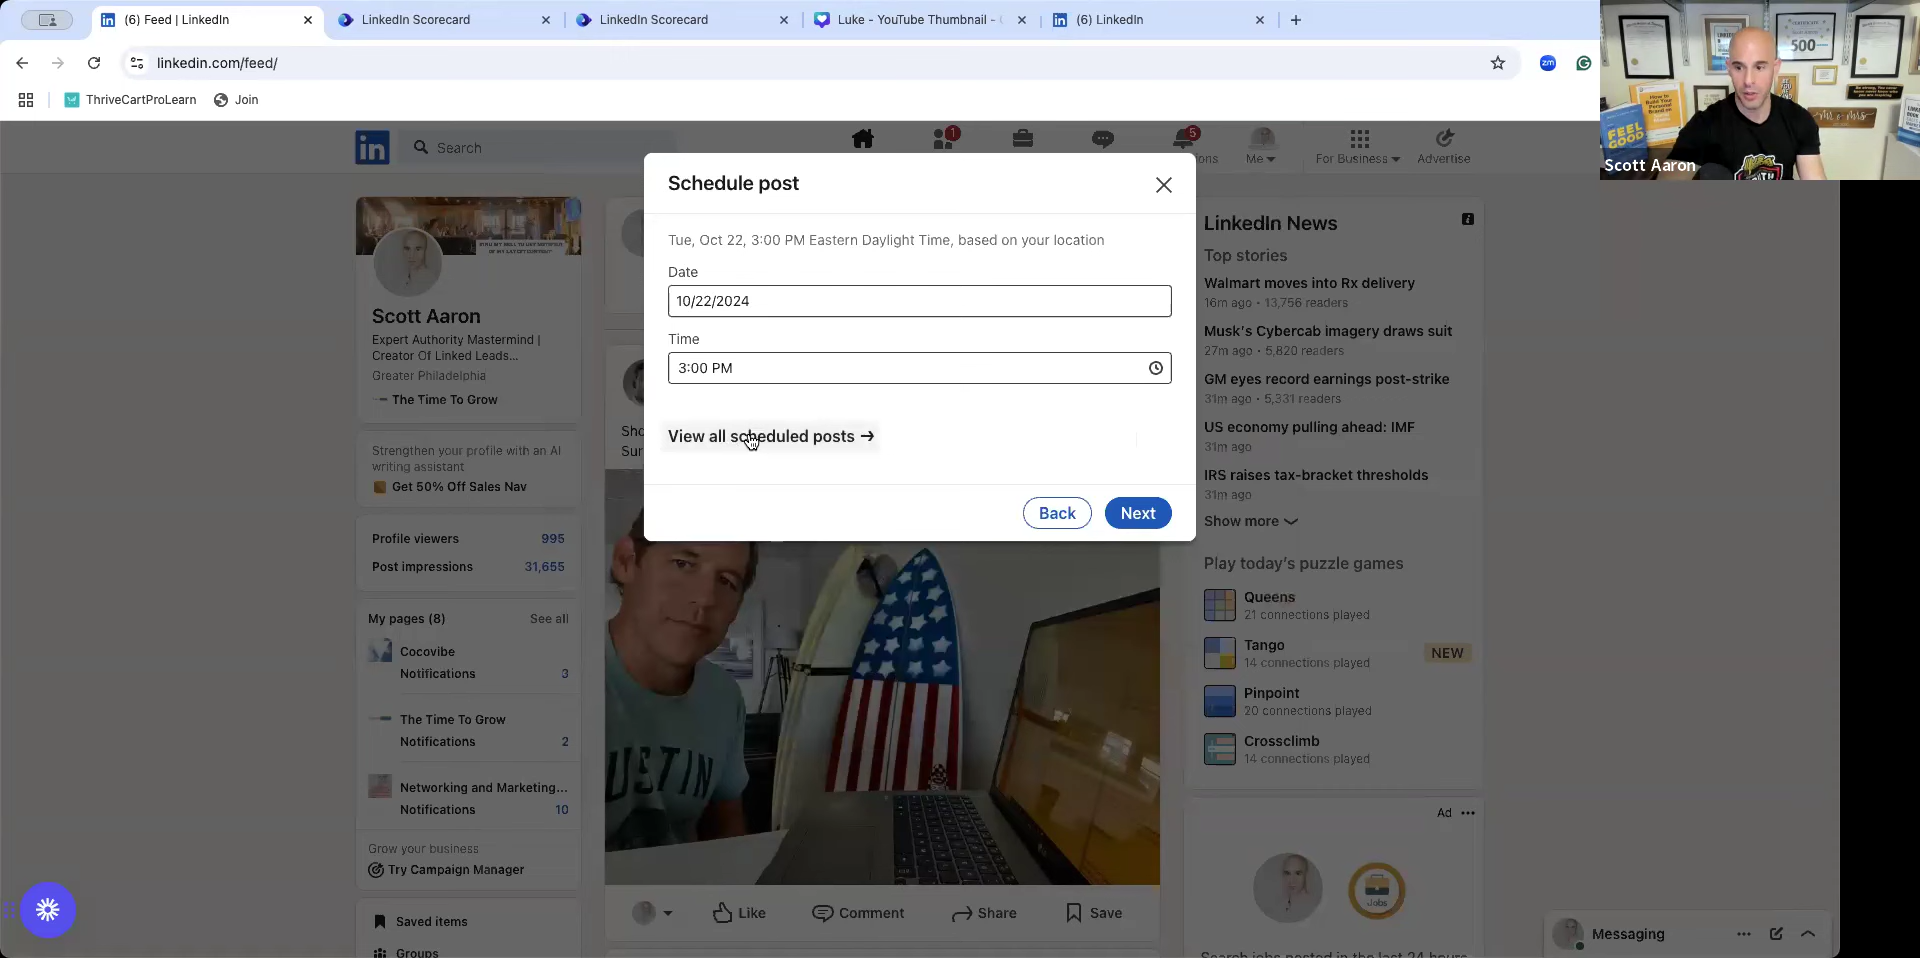 (6) Feed | LinkedIn
LinkedIn Scorecard
LinkedIn Scorecard
Luke - YouTube Thumbnail -
(6) LinkedIn
linkedin.com/feed/
zm
ThriveCartProLearn
Join
500
FEEL GOOD
Scott Aaron
in
Search
1
5
Me
For Business
Advertise
Schedule post
Tue, Oct 22, 3:00 PM Eastern Daylight Time, based on your location
Date
10/22/2024
Time
3:00 PM
View all scheduled posts →
Back
Next
Scott Aaron
Expert Authority Mastermind |
Creator Of Linked Leads...
Greater Philadelphia
The Time To Grow
Strengthen your profile with an AI
writing assistant
Get 50% Off Sales Nav
Profile viewers 995
Post impressions 31,655
My pages (8) See all
Cocovibe
Notifications 3
The Time To Grow
Notifications 2
Networking and Marketing...
Notifications 10
Grow your business
Try Campaign Manager
Saved items
Groups
Like
Comment
Share
Save
LinkedIn News
Top stories
Walmart moves into Rx delivery
16m ago • 13,756 readers
Musk's Cybercab imagery draws suit
27m ago • 5,820 readers
GM eyes record earnings post-strike
31m ago • 5,331 readers
US economy pulling ahead: IMF
31m ago
IRS raises tax-bracket thresholds
31m ago
Show more
Play today's puzzle games
Queens
21 connections played
Tango
14 connections played
NEW
Pinpoint
20 connections played
Crossclimb
14 connections played
Ad
Jobs
Messaging